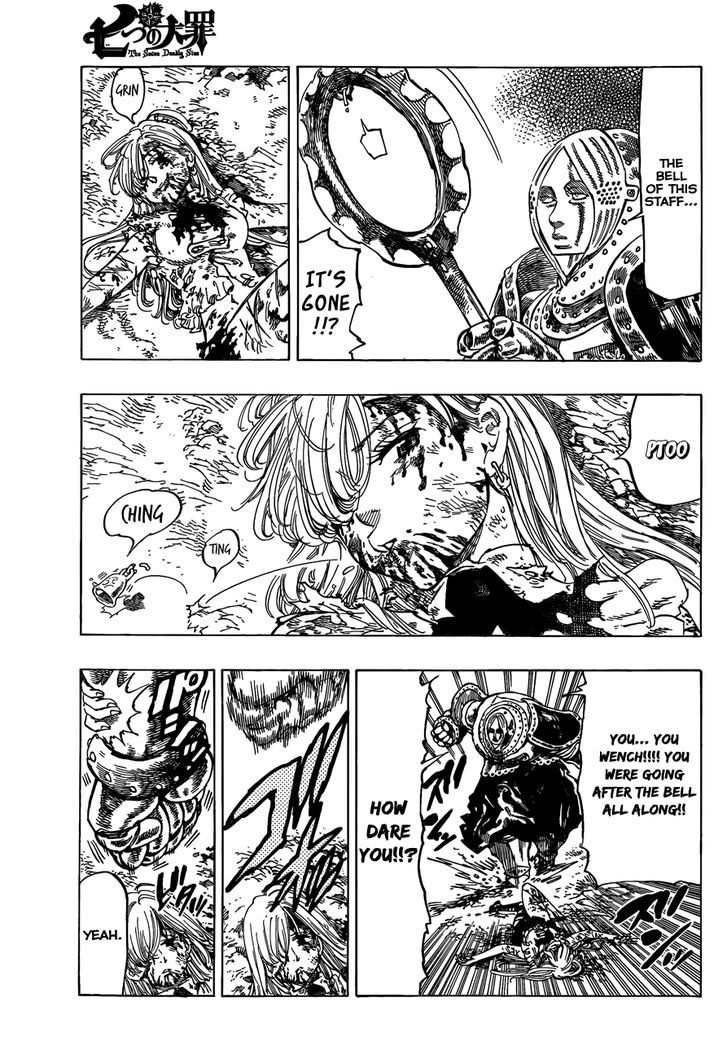 七つの大罪
The Seven Deadly Sins
THE
BELL
OF THIS
STAFF...
IT'S
GONE
!!?
GRIN
PTOO
TING
CHING
YOU... YOU
WENCH!!!! YOU
WERE GOING
AFTER THE BELL
ALL ALONG!!
HOW
DARE
YOU!!?
YEAH.